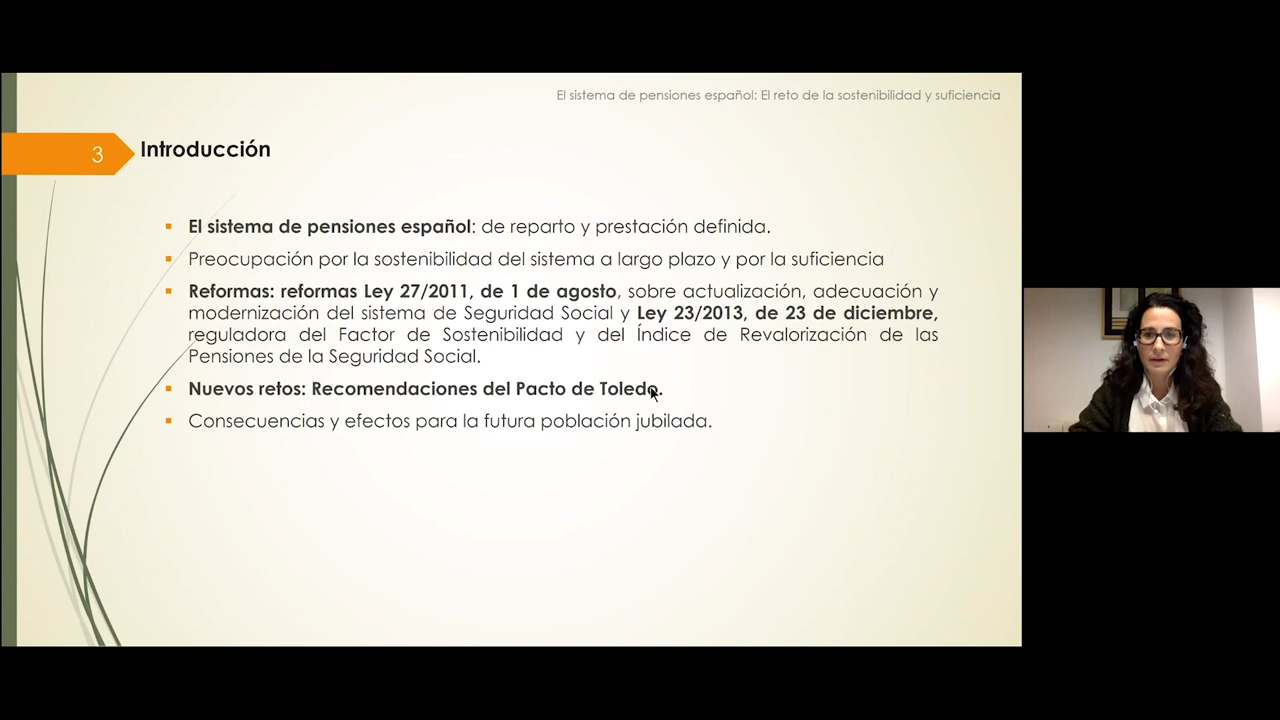 El sistema de pensiones español: El reto de la sostenibilidad y suficiencia
3
Introducción
El sistema de pensiones español: de reparto y prestación definida.
Preocupación por la sostenibilidad del sistema a largo plazo y por la suficiencia
Reformas: reformas Ley 27/2011, de 1 de agosto, sobre actualización, adecuación y
modernización del sistema de Seguridad Social y Ley 23/2013, de 23 de diciembre,
reguladora del Factor de Sostenibilidad y del Índice de Revalorización de las
Pensiones de la Seguridad Social.
Nuevos retos: Recomendaciones del Pacto de Toledo.
Consecuencias y efectos para la futura población jubilada.